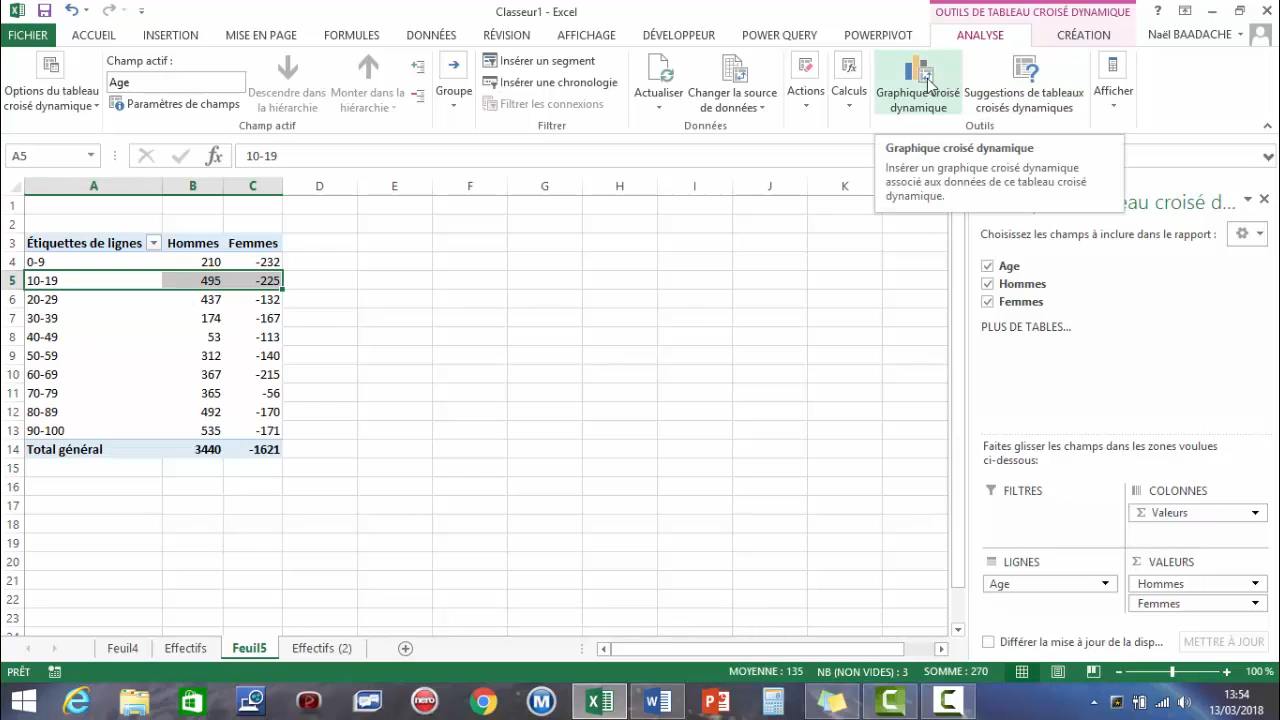 Classeur1 - Excel
OUTILS DE TABLEAU CROISÉ DYNAMIQUE
?
FICHIER ACCUEIL INSERTION MISE EN PAGE FORMULES DONNÉES RÉVISION AFFICHAGE DÉVELOPPEUR POWER QUERY POWERPIVOT ANALYSE CRÉATION Naël BAADACHE
Options du tableau
croisé dynamique
Champ actif :
Age
Paramètres de champs
Descendre dans
la hiérarchie
Monter dans la
hiérarchie
Champ actif
Groupe
Insérer un segment
Insérer une chronologie
Filtrer les connexions
Filtrer
Actualiser
Changer la source
de données
Données
Actions
Calculs
Graphique croisé
dynamique
Suggestions de tableaux
croisés dynamiques
Outils
Afficher
A5 fx 10-19
Graphique croisé dynamique
Insérer un graphique croisé dynamique
associé aux données de ce tableau croisé
dynamique.
A B C D E F G H I J K
1
2
3 Étiquettes de lignes Hommes Femmes
4 0-9 210 -232
5 10-19 495 -225
6 20-29 437 -132
7 30-39 174 -167
8 40-49 53 -113
9 50-59 312 -140
10 60-69 367 -215
11 70-79 365 -56
12 80-89 492 -170
13 90-100 535 -171
14 Total général 3440 -1621
15
16
17
18
19
20
21
22
23
eau croisé d...
Choisissez les champs à inclure dans le rapport :
Age
Hommes
Femmes
PLUS DE TABLES...
Faites glisser les champs dans les zones voulues
ci-dessous:
FILTRES
COLONNES
Σ Valeurs
LIGNES
Age
Σ VALEURS
Hommes
Femmes
Différer la mise à jour de la disp...
METTRE À JOUR
Feuil4 Effectifs Feuil5 Effectifs (2)
PRÊT MOYENNE : 135 NB (NON VIDES) : 3 SOMME : 270 100 %
nero
13:54
13/03/2018